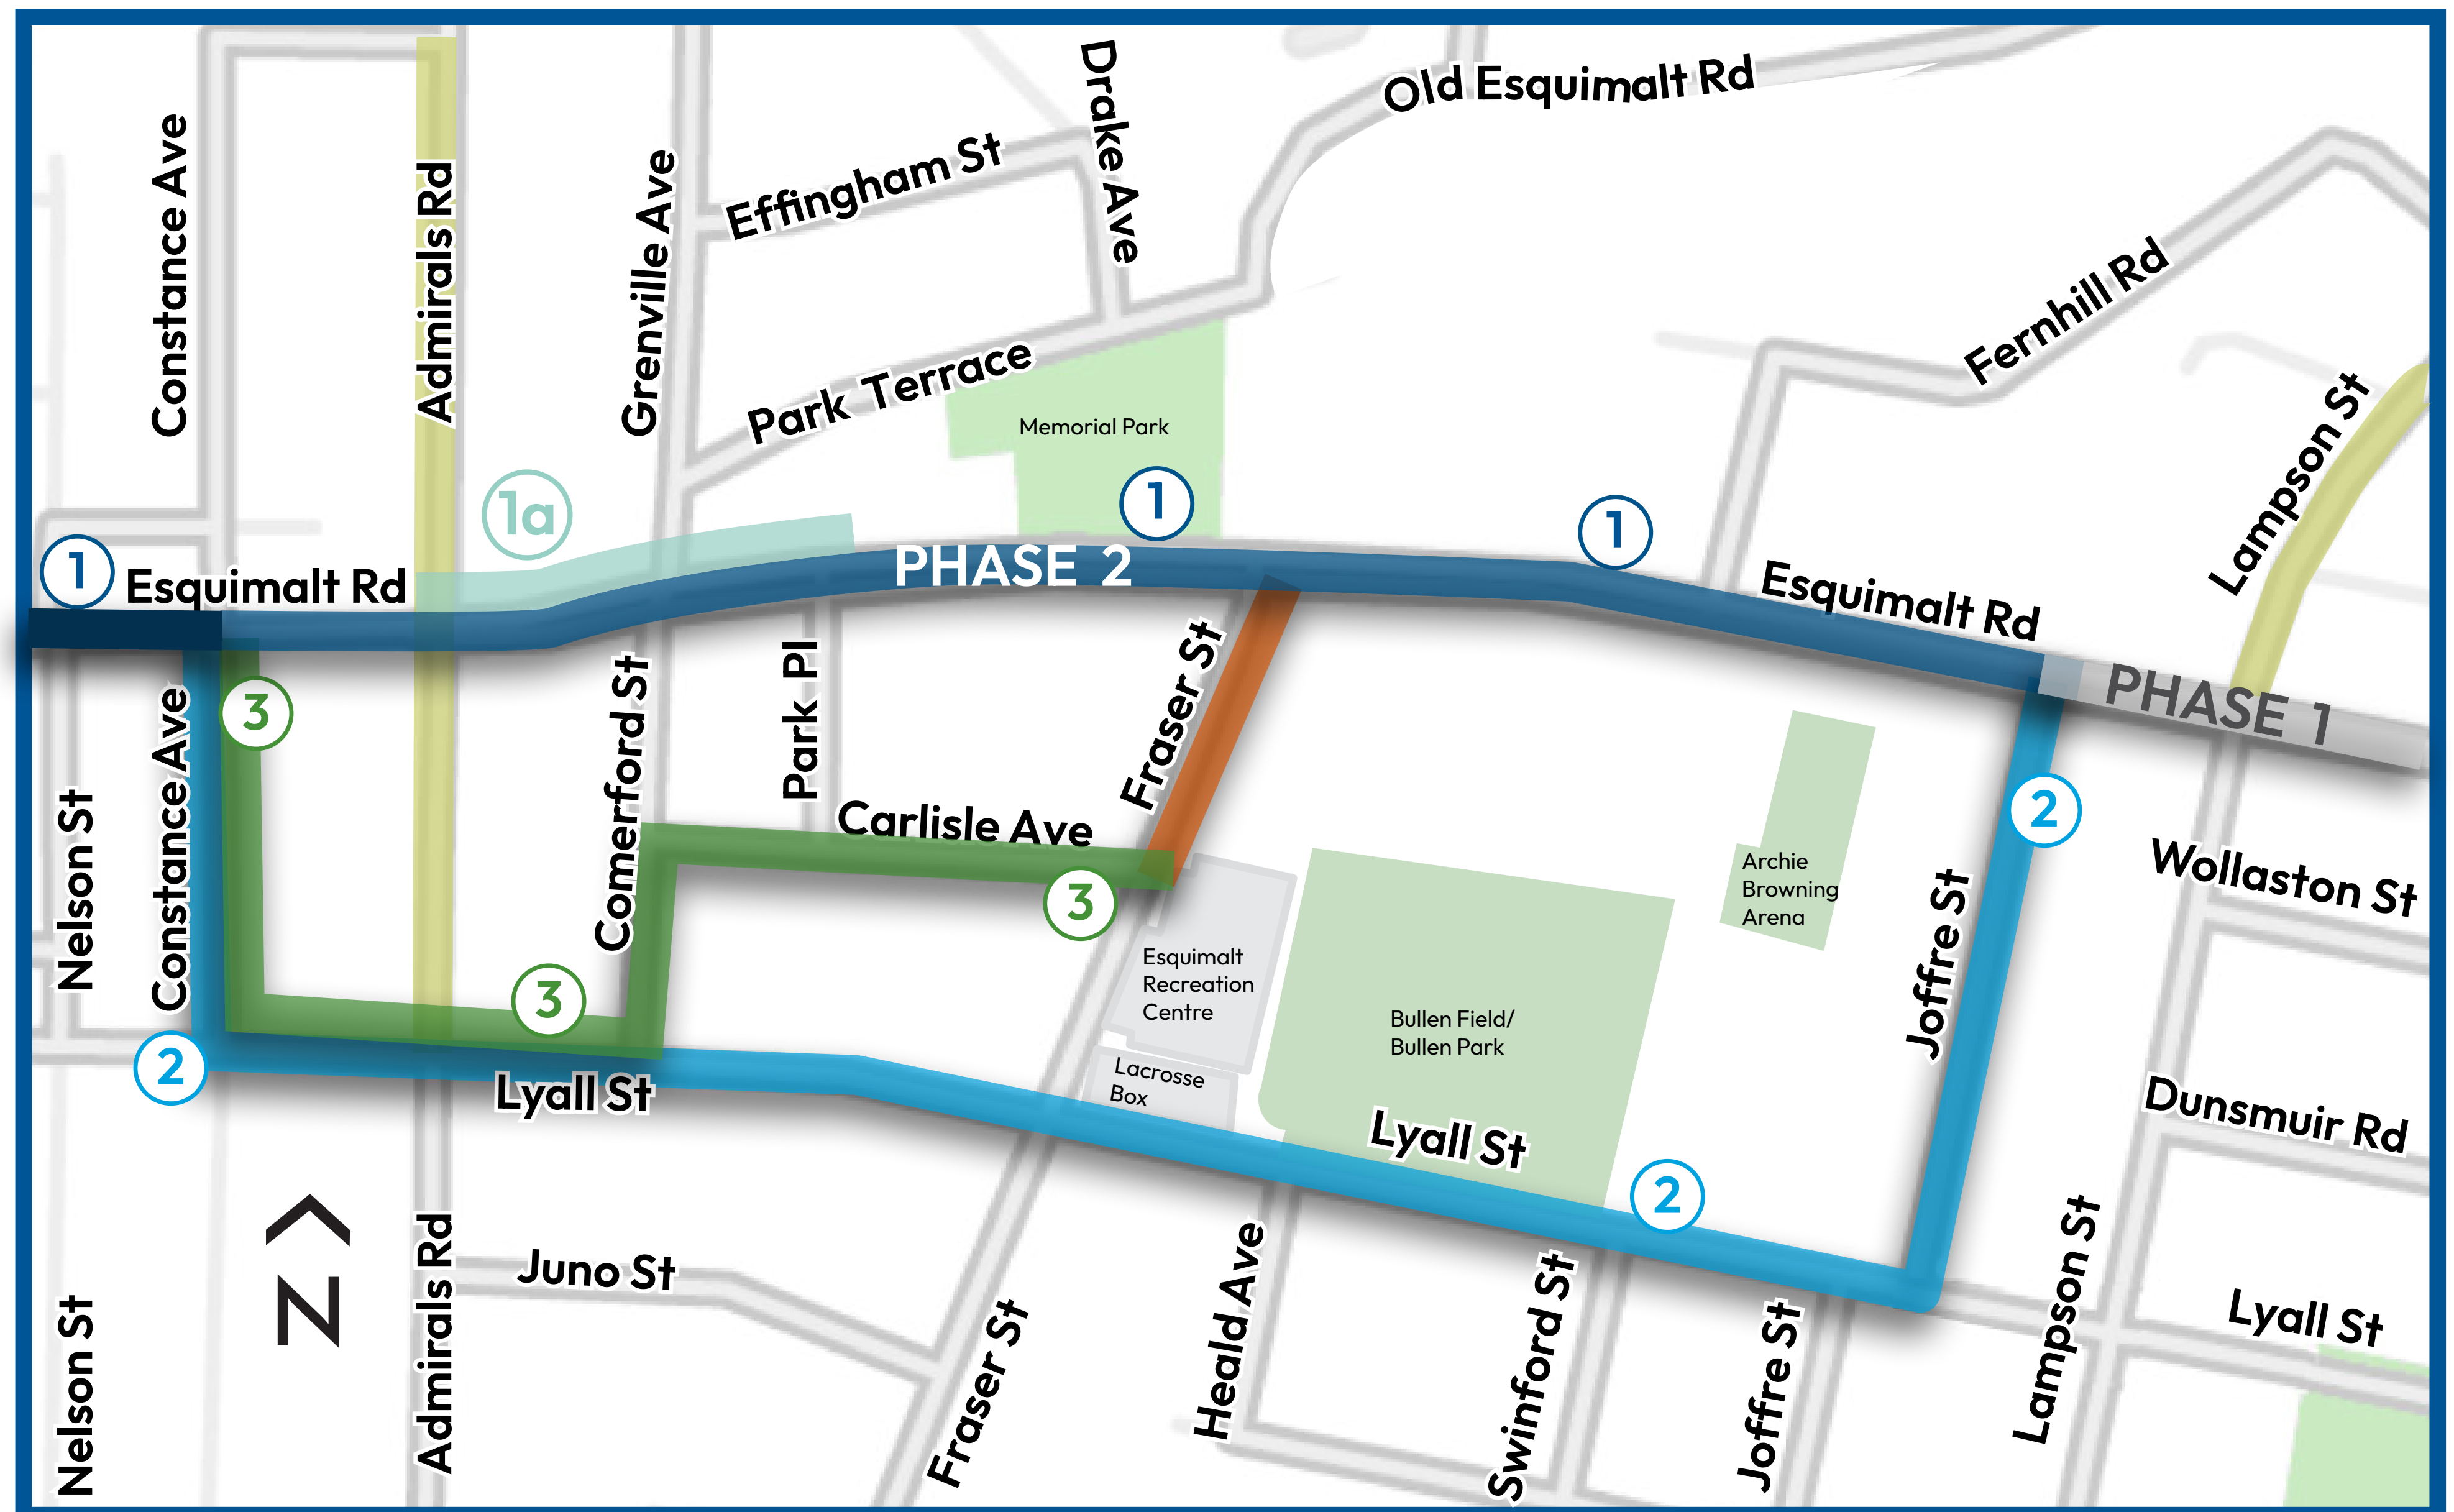 Drake Ave
Old Esquimalt Rd
Constance Ave
Admirals Rd
Grenville Ave
Effingham St
Fernhill Rd
Park Terrace
Lampson St
Memorial Park
1a
1
1
1
Esquimalt Rd
PHASE 2
Esquimalt Rd
PHASE 1
3
Constance Ave
Nelson St
Comerford St
Park Pl
Fraser St
Carlisle Ave
3
3
2
Archie
Browning
Arena
Wollaston St
Joffre St
Esquimalt
Recreation
Centre
Bullen Field/
Bullen Park
Lacrosse
Box
2
Lyall St
Lyall St
2
Dunsmuir Rd
N
Admirals Rd
Juno St
Nelson St
Fraser St
Heald Ave
Swinford St
Joffre St
Lampson St
Lyall St